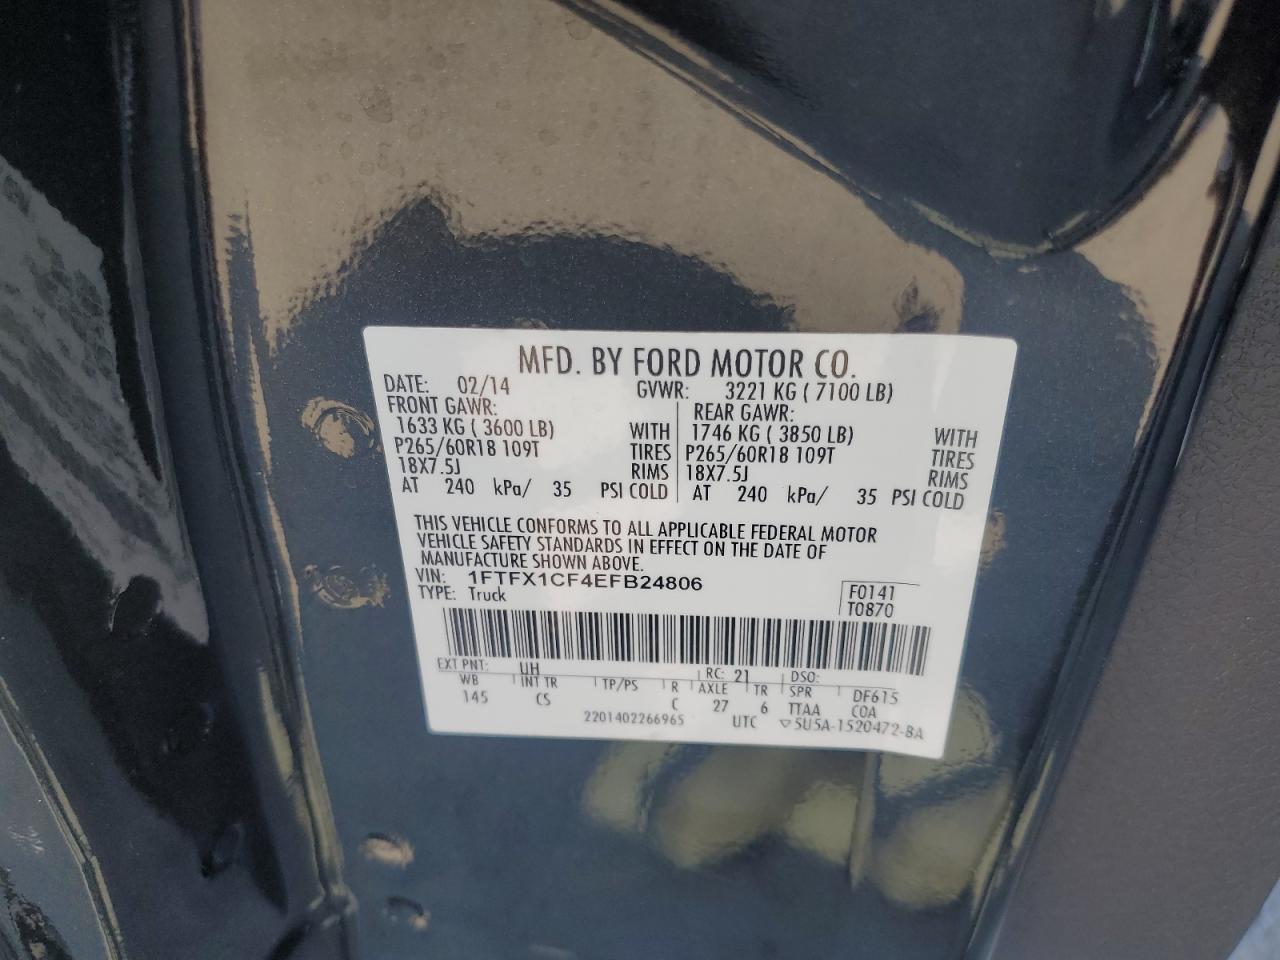 MFD. BY FORD MOTOR CO.
DATE: 02/14 GVWR: 3221 KG ( 7100 LB)
FRONT GAWR: REAR GAWR:
1633 KG ( 3600 LB) WITH 1746 KG ( 3850 LB) WITH
P265/60R18 109T TIRES P265/60R18 109T TIRES
18X7.5J RIMS 18X7.5J RIMS
AT 240 kPa/ 35 PSI COLD AT 240 kPa/ 35 PSI COLD
THIS VEHICLE CONFORMS TO ALL APPLICABLE FEDERAL MOTOR
VEHICLE SAFETY STANDARDS IN EFFECT ON THE DATE OF
MANUFACTURE SHOWN ABOVE.
VIN: 1FTFX1CF4EFB24806
TYPE: Truck F0141
T0870
EXT PNT: UH RC: 21 DSO:
WB INT TR TP/PS R AXLE TR SPR DF615
145 CS C 27 6 TTAA COA
2201402266965 UTC ▽5U5A-1520472-BA